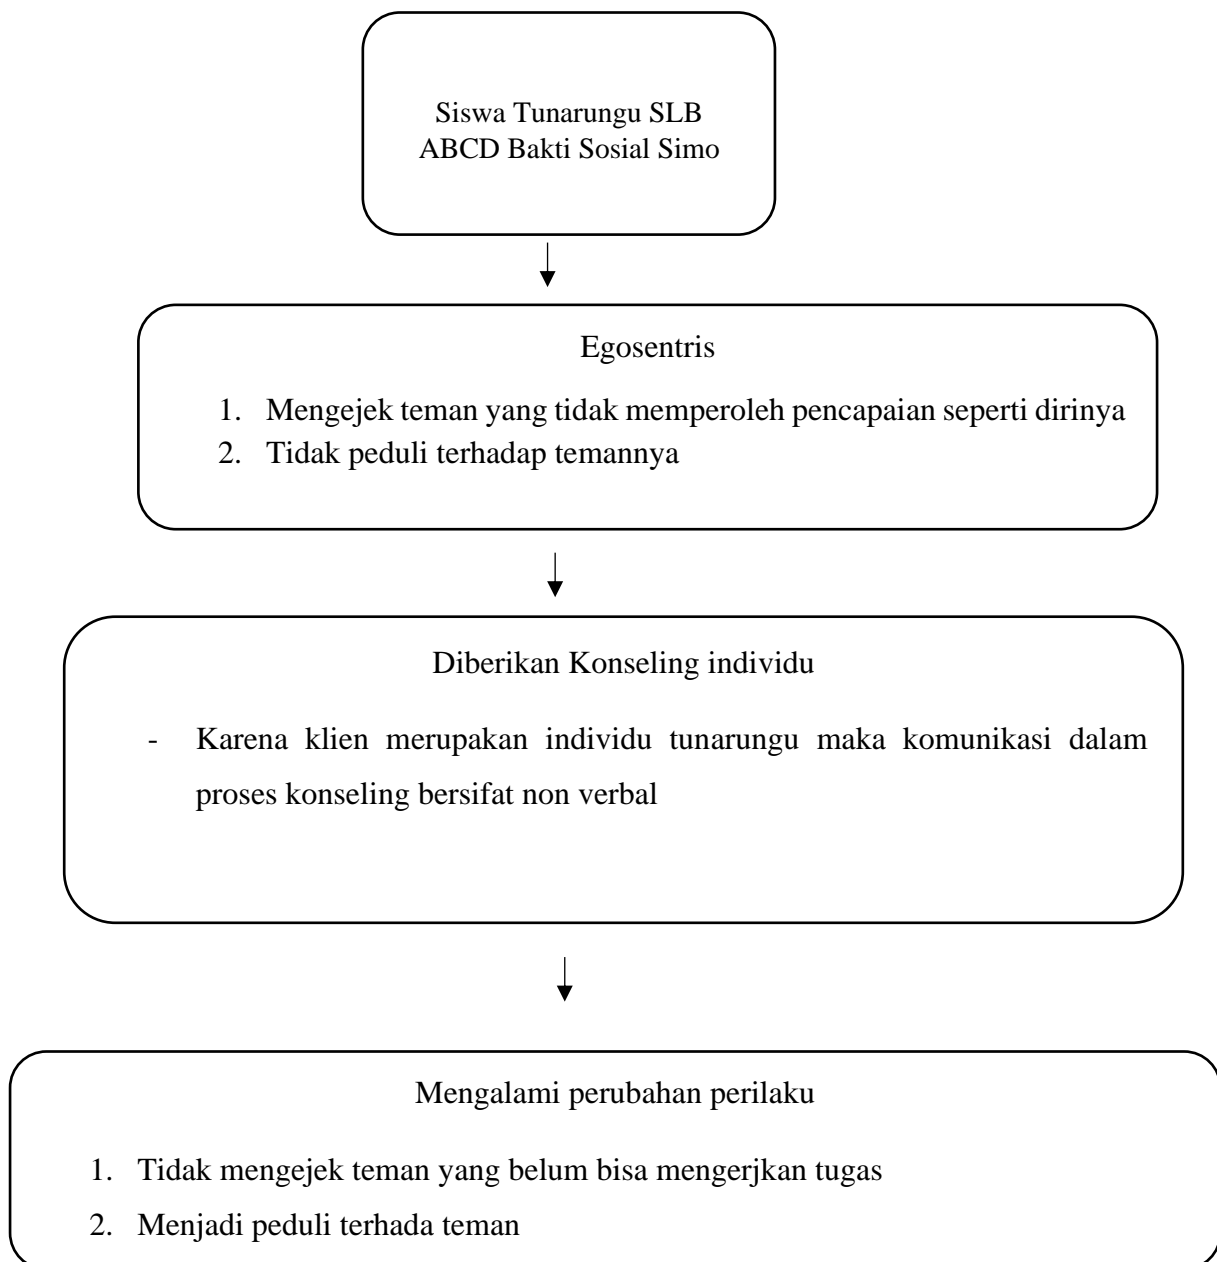 Siswa Tunarungu SLB
ABCD Bakti Sosial Simo
Egosentris
1. Mengejek teman yang tidak memperoleh pencapaian seperti dirinya
2. Tidak peduli terhadap temannya
Diberikan Konseling individu
- Karena klien merupakan individu tunarungu maka komunikasi dalam
proses konseling bersifat non verbal
Mengalami perubahan perilaku
1. Tidak mengejek teman yang belum bisa mengerjkan tugas
2. Menjadi peduli terhada teman